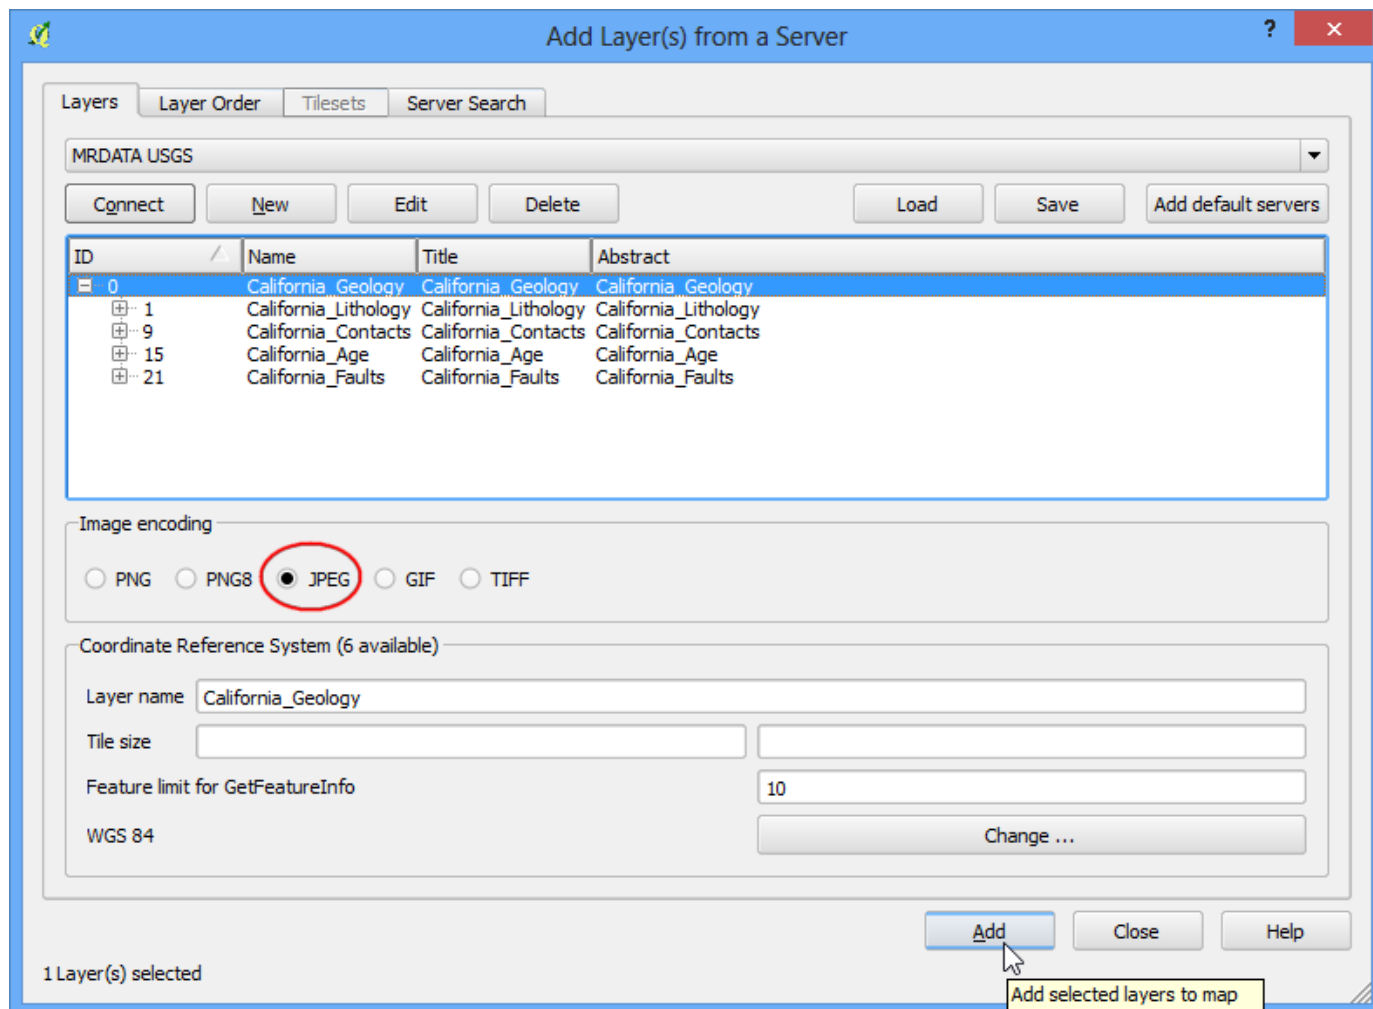 Add Layer(s) from a Server ?
Layers Layer Order Tilesets Server Search
MRDATA USGS
Connect New Edit Delete Load Save Add default servers
ID Name Title Abstract
0 California_Geology California_Geology California_Geology
1 California_Lithology California_Lithology California_Lithology
9 California_Contacts California_Contacts California_Contacts
15 California_Age California_Age California_Age
21 California_Faults California_Faults California_Faults
Image encoding
PNG PNG8 JPEG GIF TIFF
Coordinate Reference System (6 available)
Layer name California_Geology
Tile size
Feature limit for GetFeatureInfo 10
WGS 84 Change ...
Add Close Help
1 Layer(s) selected
Add selected layers to map